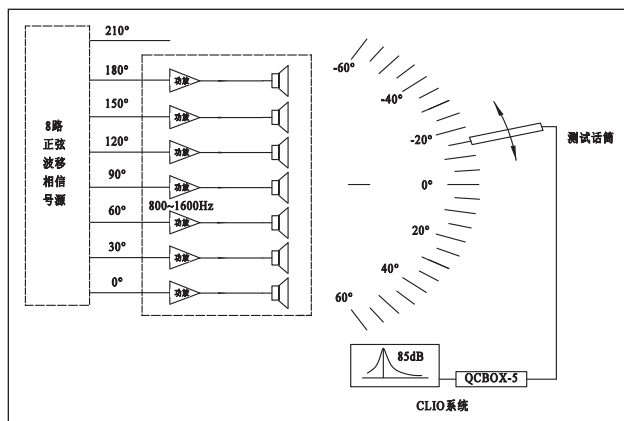 8路
正弦
波移
相信
号源
210°
180°
150°
120°
90°
60°
30°
0°
功放
功放
功放
功放
功放
功放
功放
800~1600Hz
-60°
-40°
-20°
0°
20°
40°
60°
测试话筒
85dB
QCBOX-5
CLIO系统